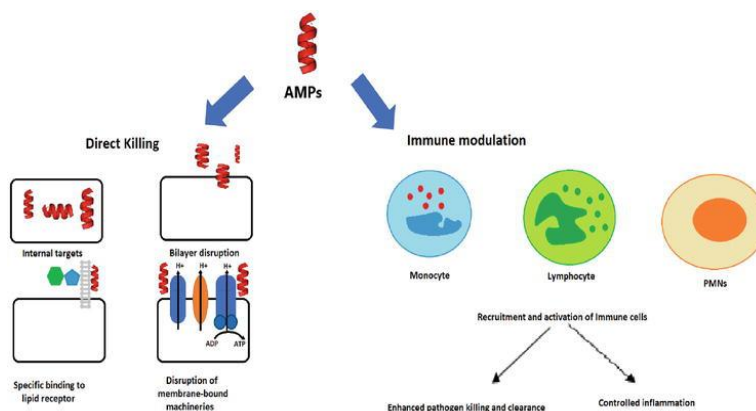 AMPs
Direct Killing
Immune modulation
Internal targets
Bilayer disruption
H+ H+ H+
ADP ATP
Specific binding to
lipid receptor
Disruption of
membrane-bound
machineries
Monocyte
Lymphocyte
PMNs
Recruitment and activation of Immune cells
Enhanced pathogen killing and clearance
Controlled inflammation